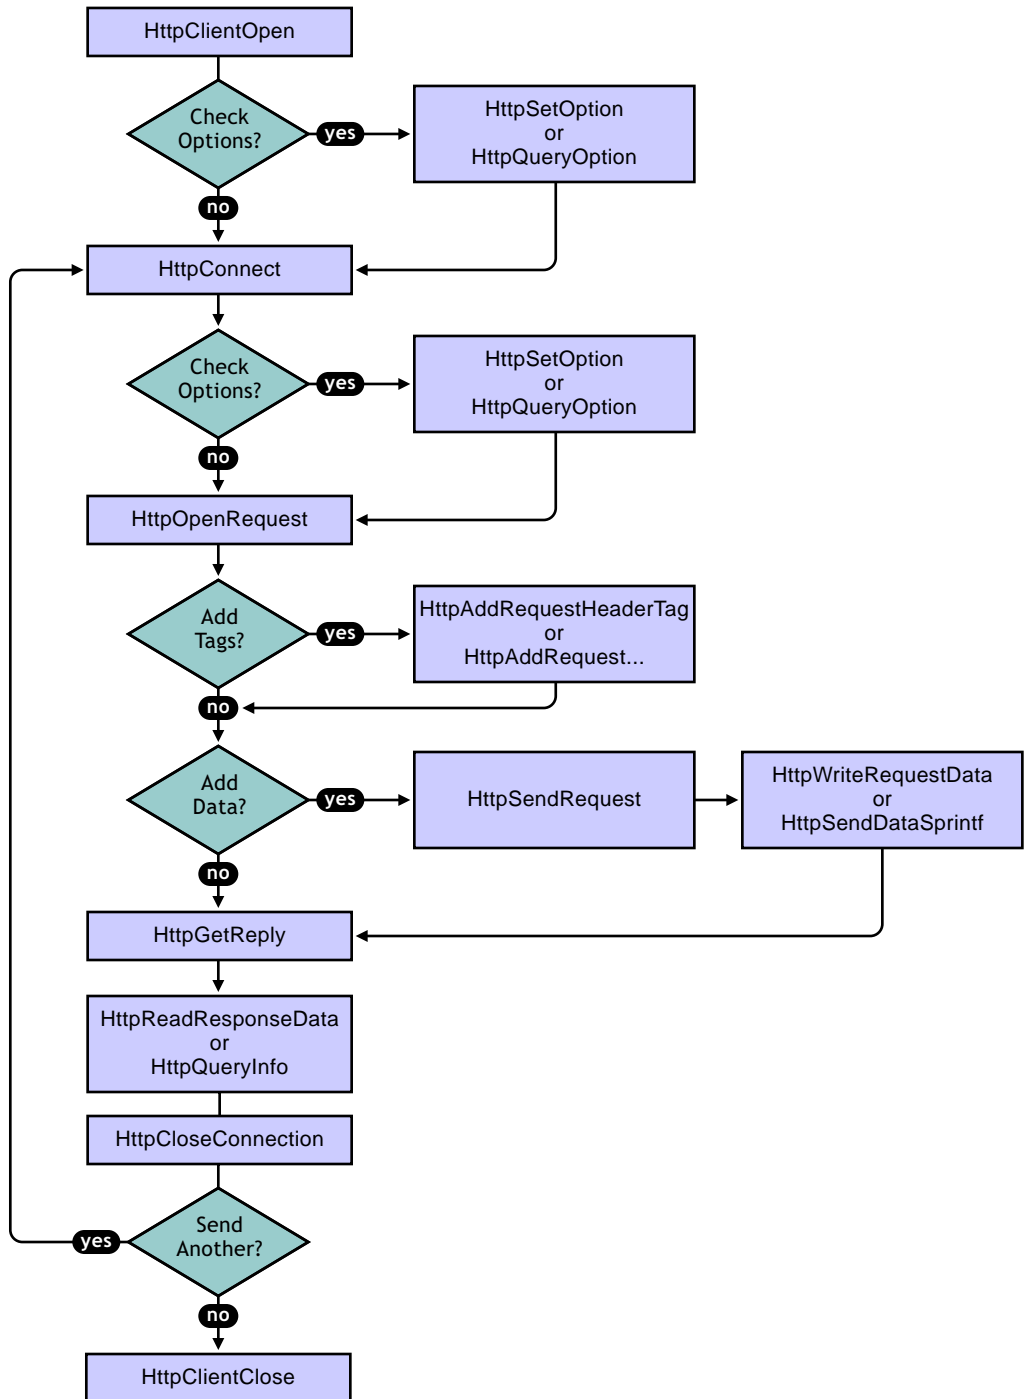 HttpClientOpen
Check
Options?
yes
HttpSetOption
or
HttpQueryOption
no
HttpConnect
Check
Options?
yes
HttpSetOption
or
HttpQueryOption
no
HttpOpenRequest
Add
Tags?
yes
HttpAddRequestHeaderTag
or
HttpAddRequest...
no
Add
Data?
yes
HttpSendRequest
HttpWriteRequestData
or
HttpSendDataSprintf
no
HttpGetReply
HttpReadResponseData
or
HttpQueryInfo
HttpCloseConnection
Send
Another?
yes
no
HttpClientClose